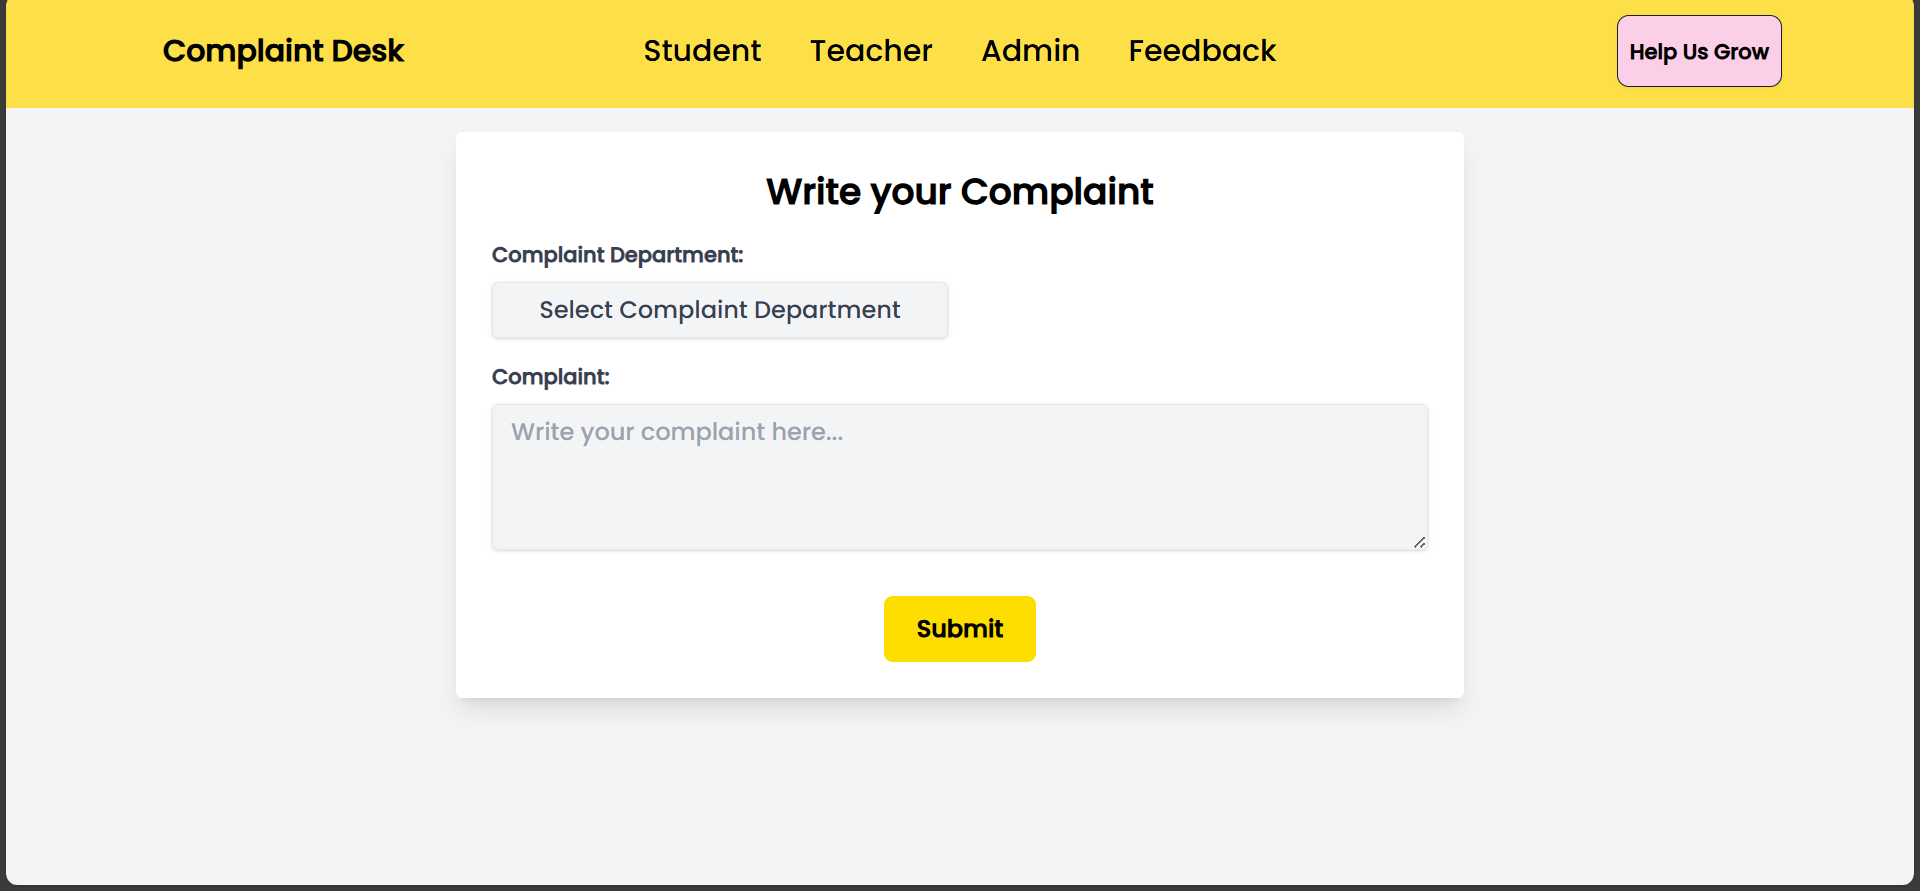 Complaint Desk Student Teacher Admin Feedback Help Us Grow
Write your Complaint
Complaint Department:
Select Complaint Department
Complaint:
Write your complaint here...
Submit